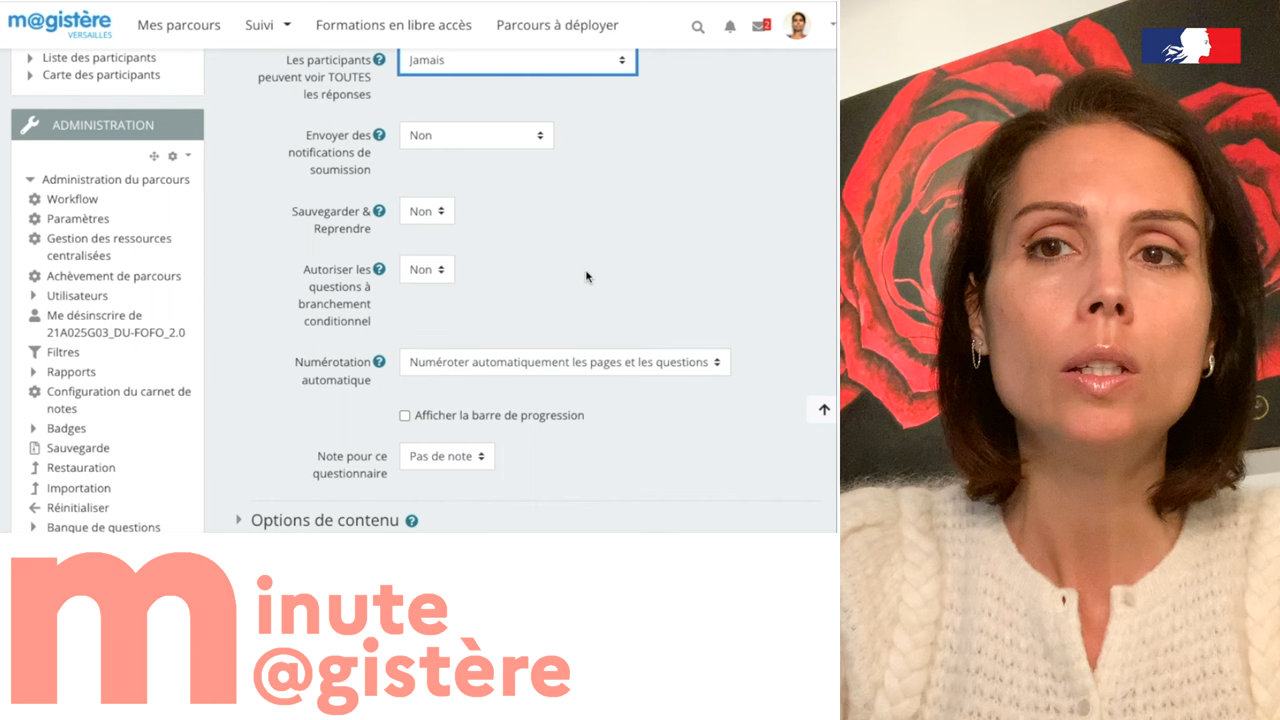 m@gistère
VERSAILLES
Mes parcours
Suivi
Formations en libre accès
Parcours à déployer
2
Liste des participants
Carte des participants
ADMINISTRATION
Administration du parcours
Workflow
Paramètres
Gestion des ressources
centralisées
Achèvement de parcours
Utilisateurs
Me désinscrire de
21A025G03_DU-FOFO_2.0
Filtres
Rapports
Configuration du carnet de
notes
Badges
Sauvegarde
Restauration
Importation
Réinitialiser
Banque de questions
Les participants
peuvent voir TOUTES
les réponses
Jamais
Envoyer des
notifications de
soumission
Non
Sauvegarder &
Reprendre
Non
Autoriser les
questions à
branchement
conditionnel
Non
Numérotation
automatique
Numéroter automatiquement les pages et les questions
Afficher la barre de progression
Note pour ce
questionnaire
Pas de note
Options de contenu
minute
@gistère